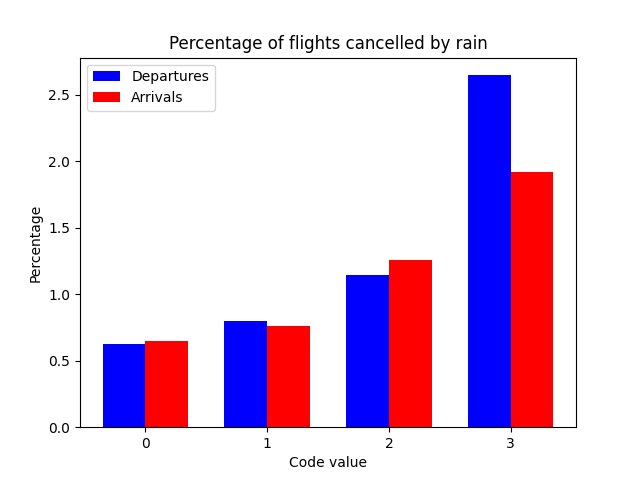 Percentage of flights cancelled by rain
Departures
Arrivals
Percentage
2.5
2.0
1.5
1.0
0.5
0.0
0 1 2 3
Code value